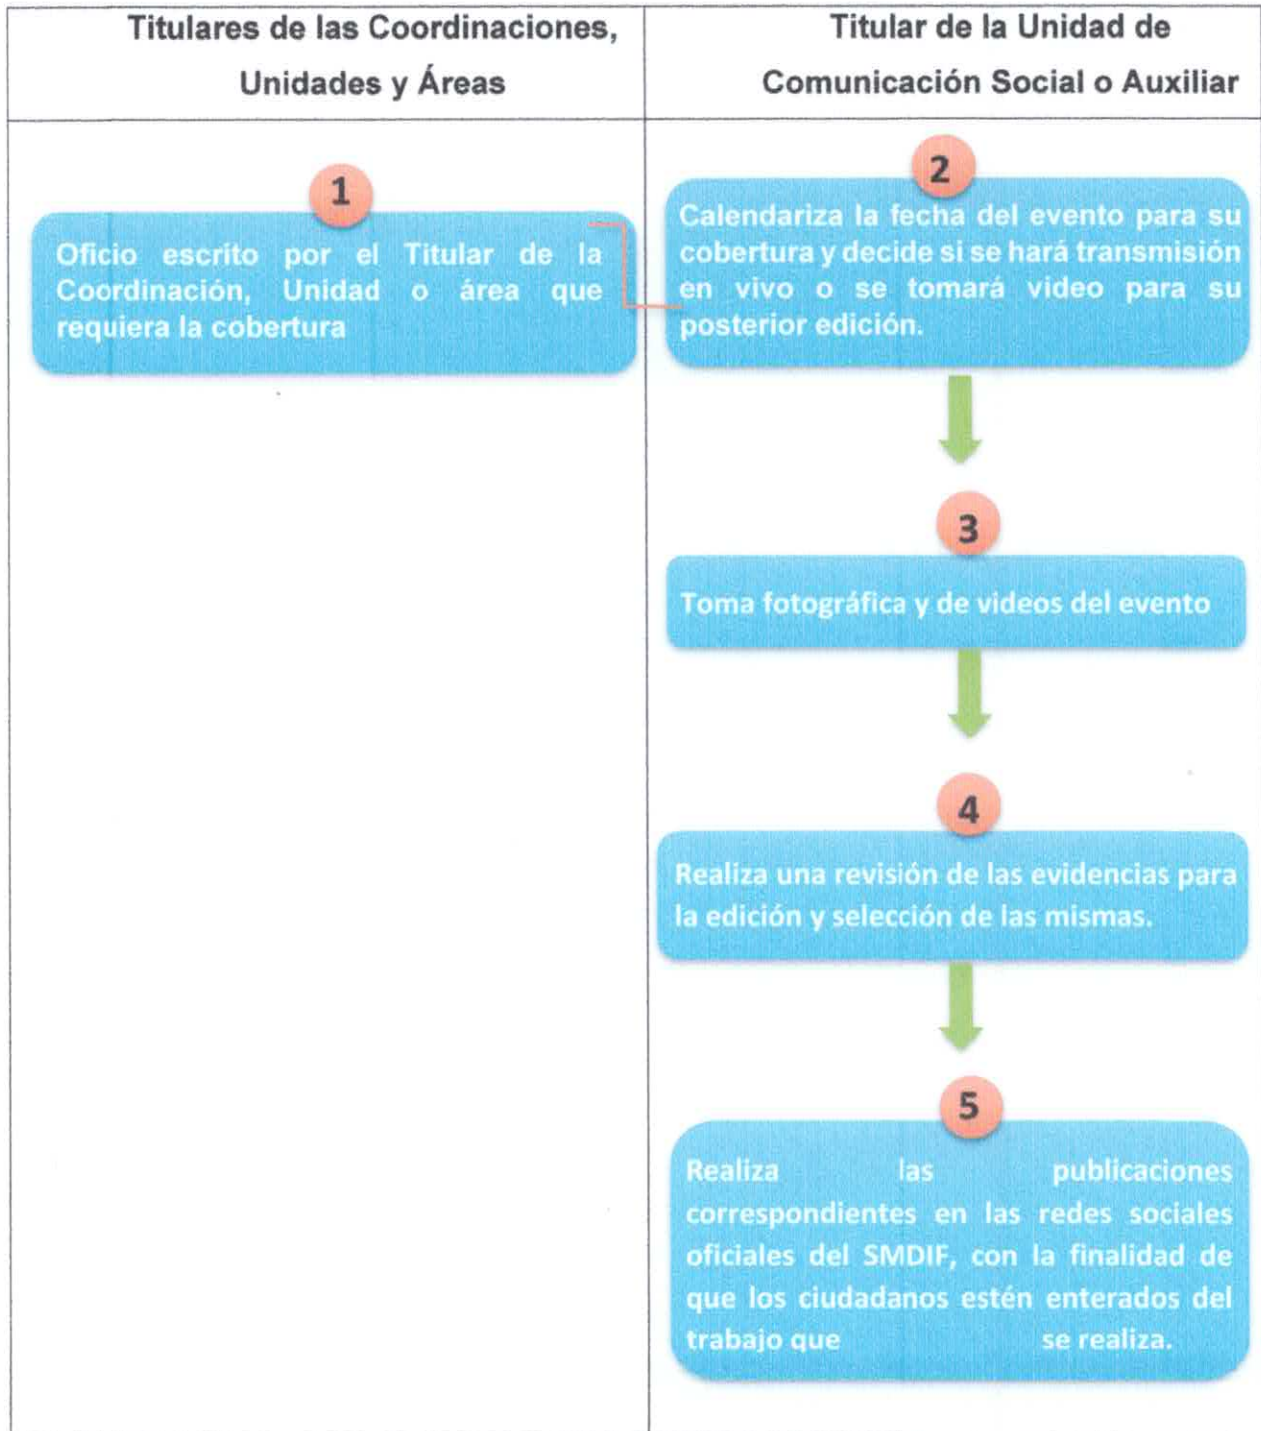 Titulares de las Coordinaciones,
Unidades y Áreas
Titular de la Unidad de
Comunicación Social o Auxiliar
1
Oficio escrito por el Titular de la
Coordinación, Unidad o área que
requiera la cobertura
2
Calendariza la fecha del evento para su
cobertura y decide si se hará transmisión
en vivo o se tomará video para su
posterior edición.
3
Toma fotográfica y de videos del evento
4
Realiza una revisión de las evidencias para
la edición y selección de las mismas.
5
Realiza las publicaciones
correspondientes en las redes sociales
oficiales del SMDIF, con la finalidad de
que los ciudadanos estén enterados del
trabajo que se realiza.